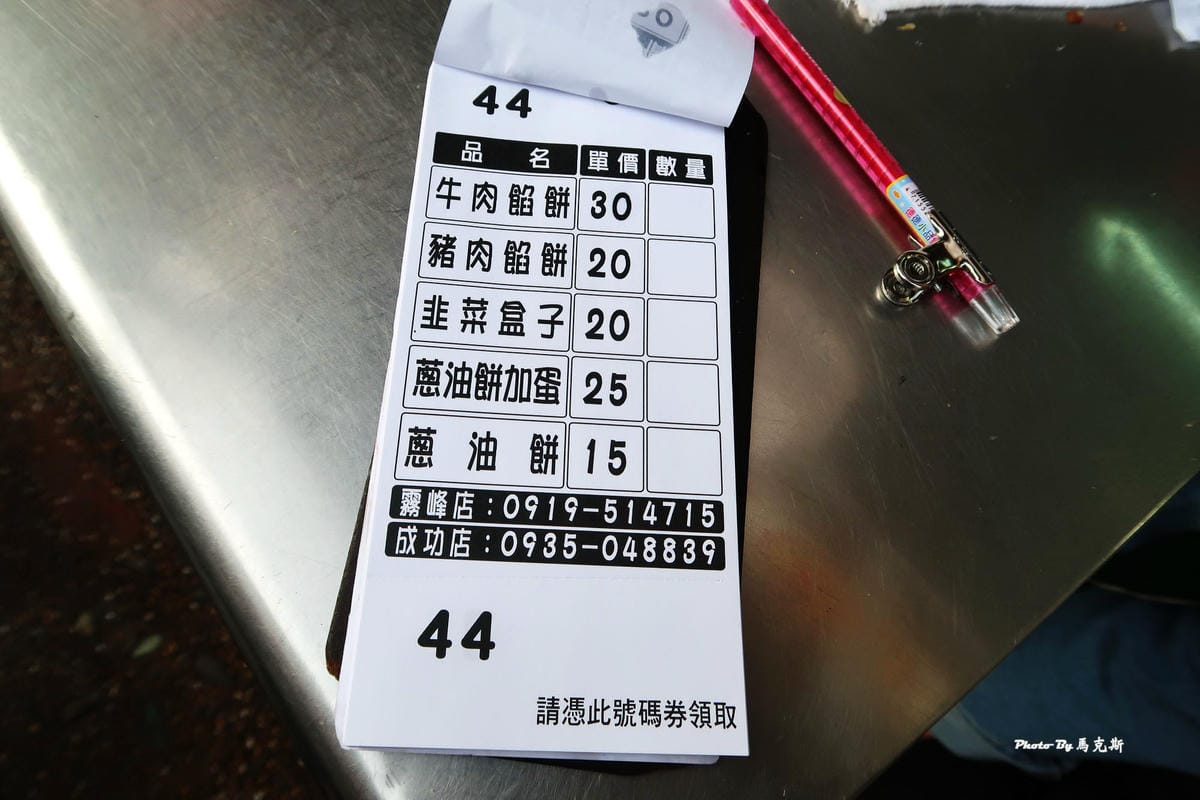 44
品名 單價 數量
牛肉餡餅 30
豬肉餡餅 20
韭菜盒子 20
蔥油餅加蛋 25
蔥油餅 15
霧峰店：0919-514715
成功店：0935-048839
44
請憑此號碼券領取
Photo By 馬克斯